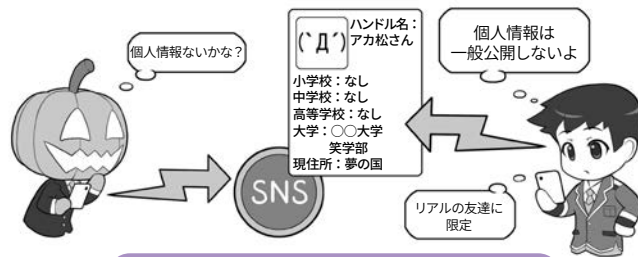 個人情報ないかな?
(`Д´)
ハンドル名:
アカ松さん
小学校:なし
中学校:なし
高等学校:なし
大学:○○大学
笑学部
現住所:夢の国
SNS
個人情報は
一般公開しないよ
リアルの友達に
限定